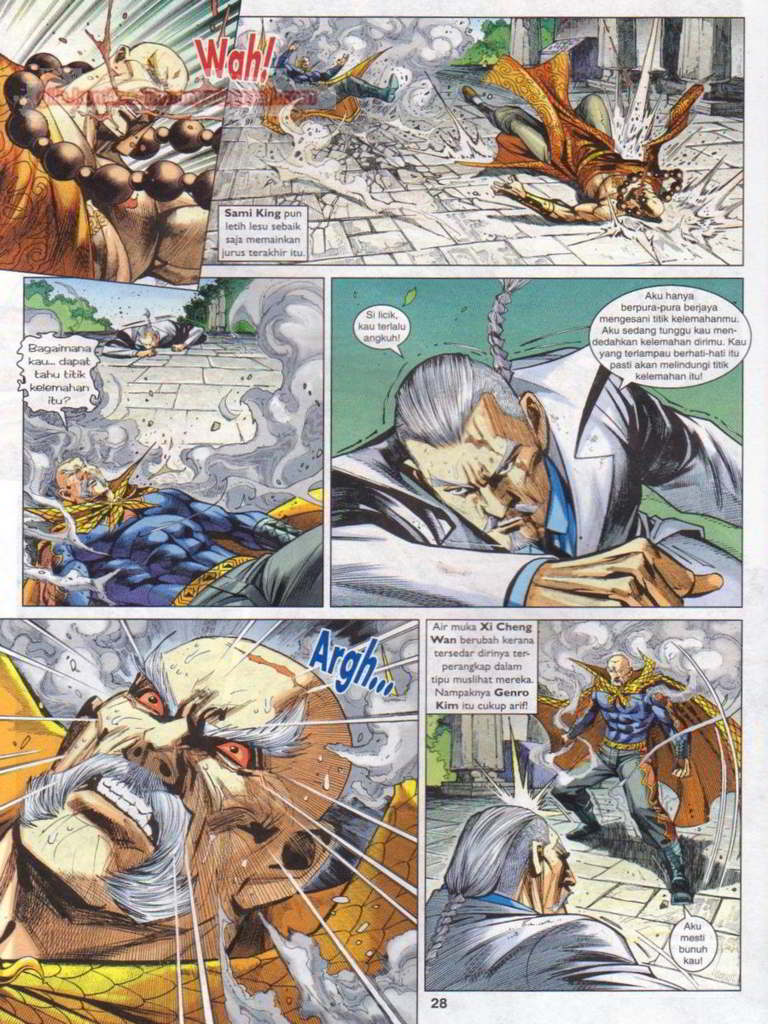 Wah!
Sami King pun
letih lesu sebaik
saja memainkan
jurus terakhir itu.
Bagaimana
kau... dapat
tahu titik
kelemahan
itu?
Si licik,
kau terlalu
angkuh!
Aku hanya
berpura-pura berjaya
mengesani titik kelemahanmu.
Aku sedang tunggu kau men-
dedahkan kelemahan dirimu. Kau
yang terlampau berhati-hati itu
pasti akan melindungi titik
kelemahan itu!
Argh...
Air muka Xi Cheng
Wan berubah kerana
tersedar dirinya ter-
perangkap dalam
tipu muslihat mereka.
Nampaknya Genro
Kim itu cukup arif!
Aku
mesti
bunuh
kau!
28